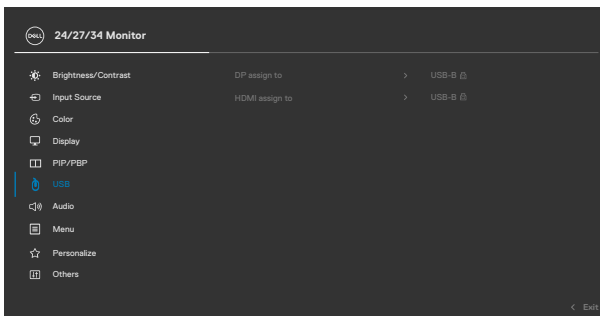 DELL 24/27/34 Monitor
Brightness/Contrast DP assign to > USB-B
Input Source HDMI assign to > USB-B
Color
Display
PIP/PBP
USB
Audio
Menu
Personalize
Others
< Exit